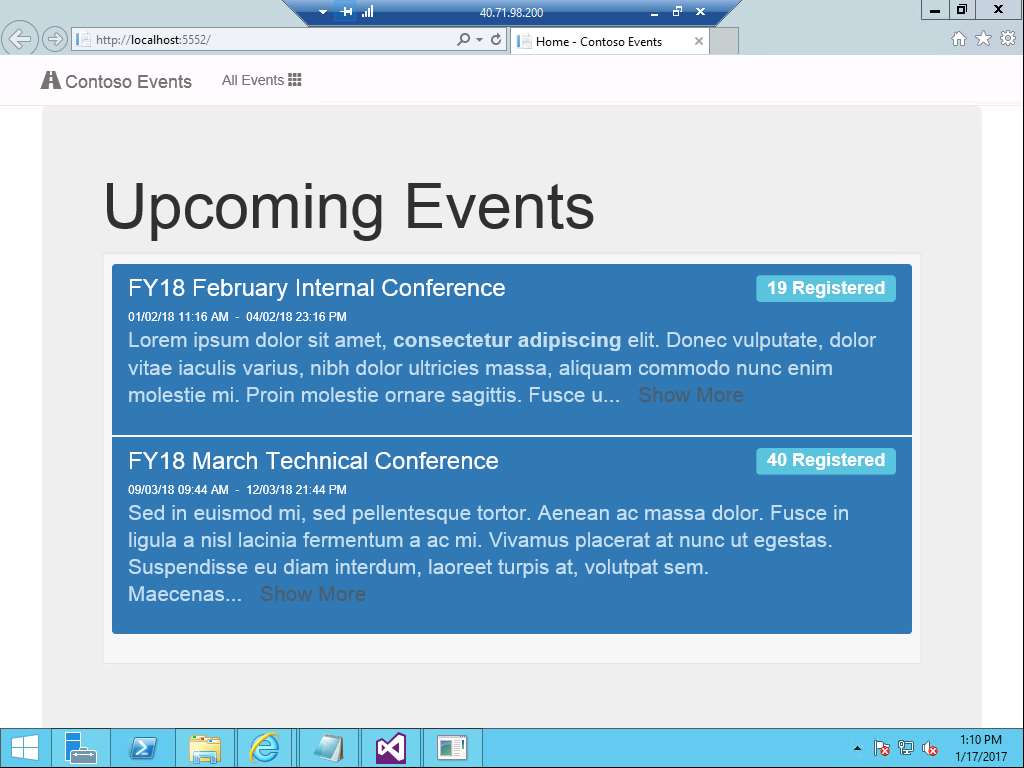 40.71.98.200
http://localhost:5552/
Home - Contoso Events
Contoso Events All Events
Upcoming Events
FY18 February Internal Conference 19 Registered
01/02/18 11:16 AM - 04/02/18 23:16 PM
Lorem ipsum dolor sit amet, consectetur adipiscing elit. Donec vulputate, dolor
vitae iaculis varius, nibh dolor ultricies massa, aliquam commodo nunc enim
molestie mi. Proin molestie ornare sagittis. Fusce u... Show More
FY18 March Technical Conference 40 Registered
09/03/18 09:44 AM - 12/03/18 21:44 PM
Sed in euismod mi, sed pellentesque tortor. Aenean ac massa dolor. Fusce in
ligula a nisl lacinia fermentum a ac mi. Vivamus placerat at nunc ut egestas.
Suspendisse eu diam interdum, laoreet turpis at, volutpat sem.
Maecenas... Show More
1:10 PM
1/17/2017